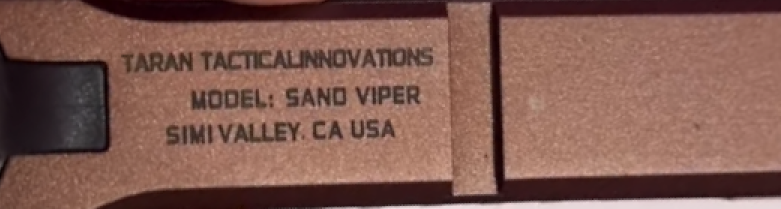 TARAN TACTICALINNOVATIONS
MODEL: SAND VIPER
SIMI VALLEY. CA USA